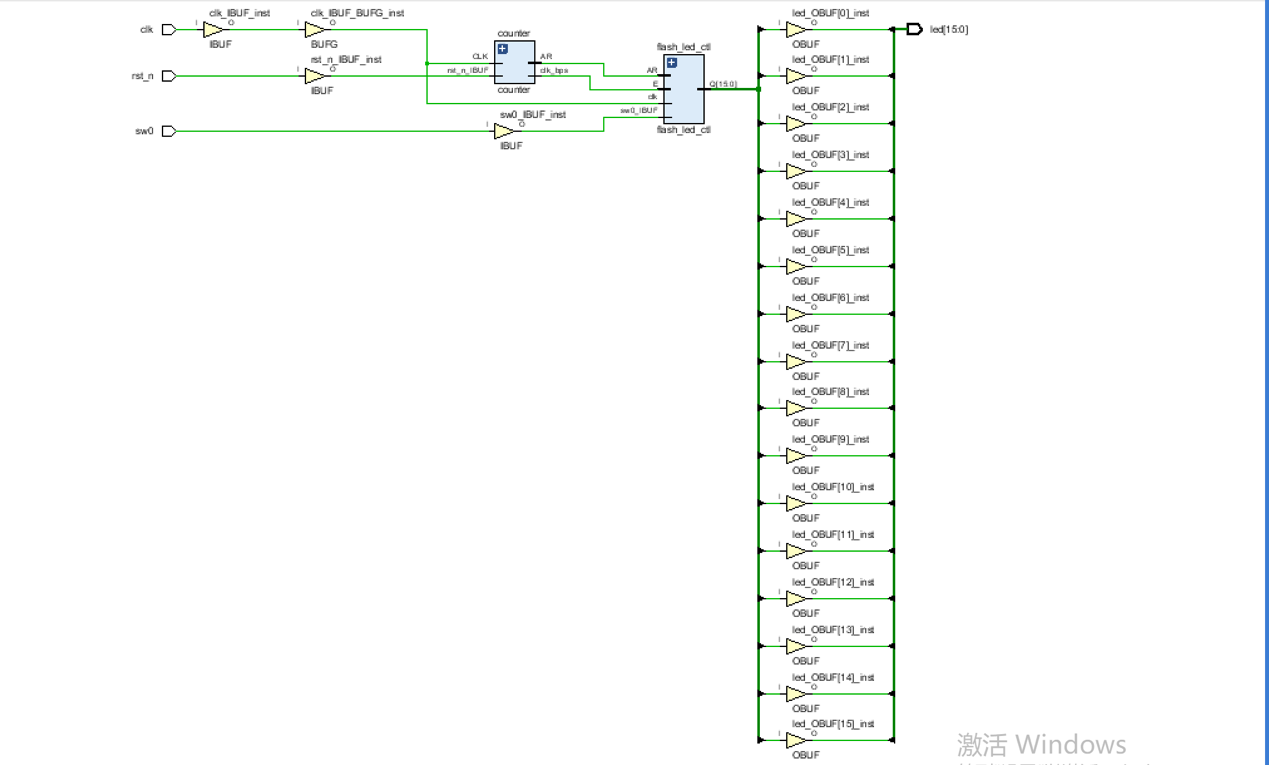 clk
clk_IBUF_inst
I
O
IBUF
clk_IBUF_BUFG_inst
I
O
BUFG
rst_n
rst_n_IBUF_inst
I
O
IBUF
sw0
sw0_IBUF_inst
I
O
IBUF
counter
CLK
AR
rst_n_IBUF
clk_bps
counter
flash_led_ctl
AR
E
clk
sw0_IBUF
Q[15:0]
flash_led_ctl
led_OBUF[0]_inst
I
O
OBUF
led[15:0]
led_OBUF[1]_inst
I
O
OBUF
led_OBUF[2]_inst
I
O
OBUF
led_OBUF[3]_inst
I
O
OBUF
led_OBUF[4]_inst
I
O
OBUF
led_OBUF[5]_inst
I
O
OBUF
led_OBUF[6]_inst
I
O
OBUF
led_OBUF[7]_inst
I
O
OBUF
led_OBUF[8]_inst
I
O
OBUF
led_OBUF[9]_inst
I
O
OBUF
led_OBUF[10]_inst
I
O
OBUF
led_OBUF[11]_inst
I
O
OBUF
led_OBUF[12]_inst
I
O
OBUF
led_OBUF[13]_inst
I
O
OBUF
led_OBUF[14]_inst
I
O
OBUF
led_OBUF[15]_inst
I
O
OBUF
激活 Windows